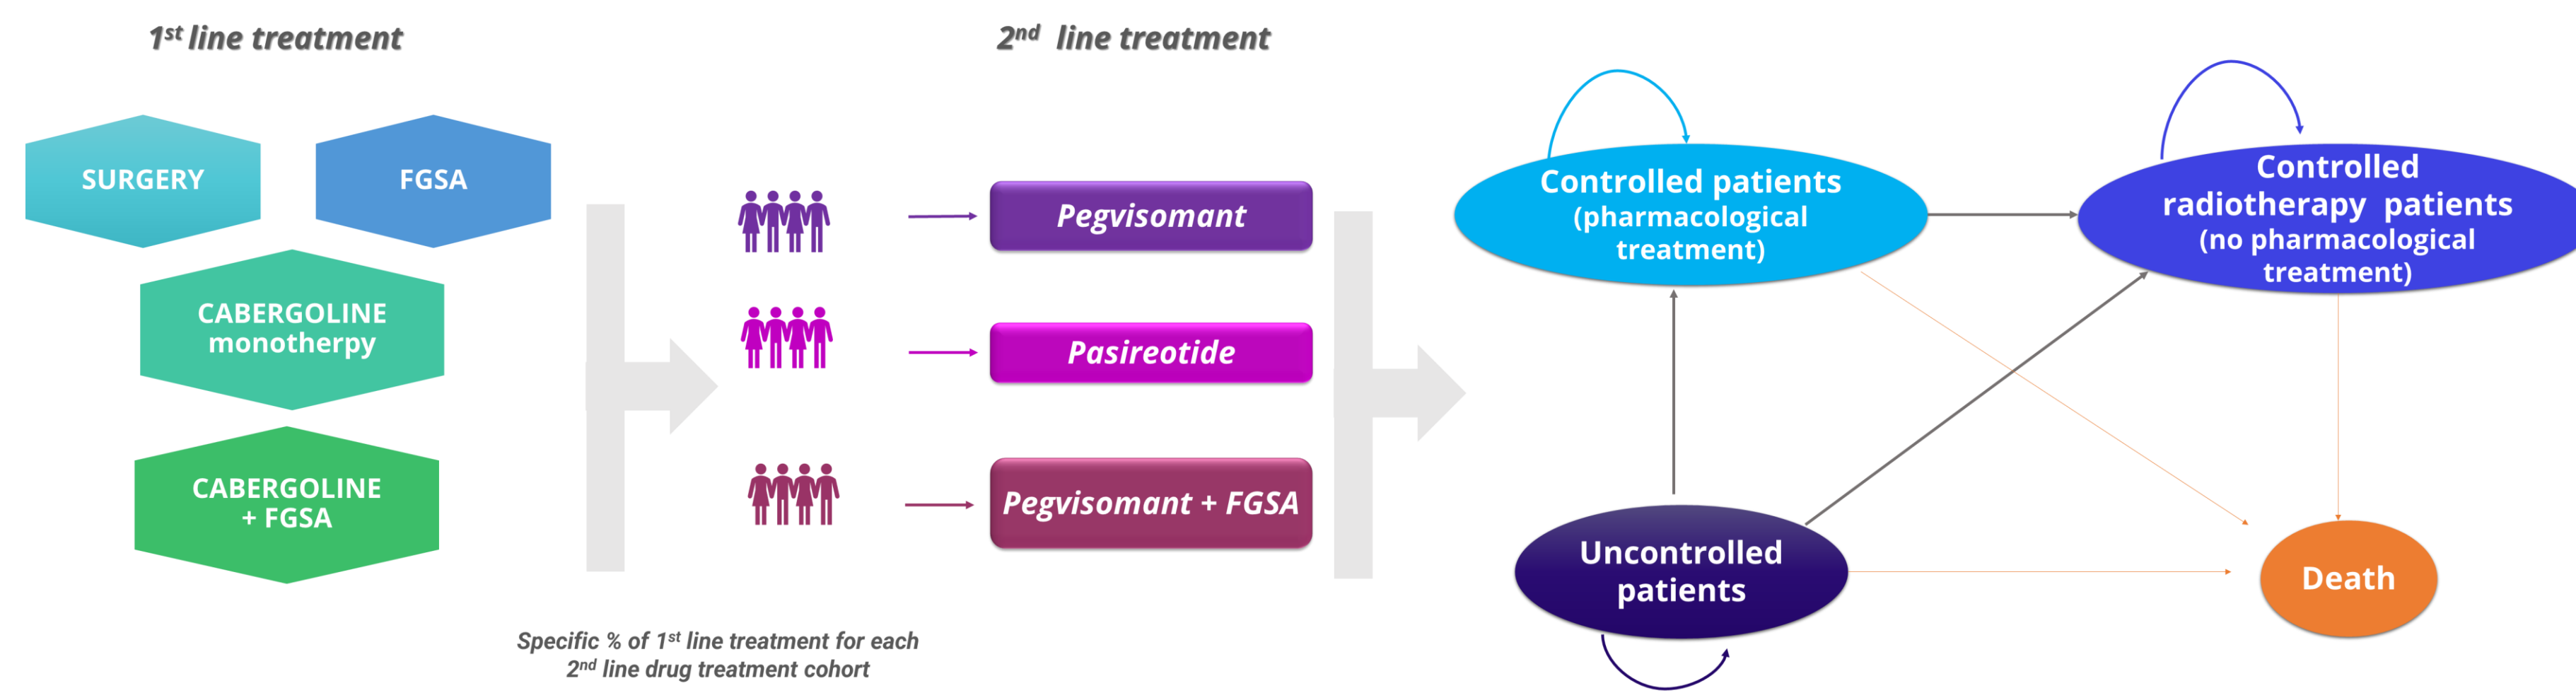 1st line treatment
SURGERY
FGSA
CABERGOLINE
monotherpy
CABERGOLINE
+ FGSA
Specific % of 1st line treatment for each
2nd line drug treatment cohort
2nd line treatment
Pegvisomant
Pasireotide
Pegvisomant + FGSA
Controlled patients
(pharmacological
treatment)
Controlled
radiotherapy patients
(no pharmacological
treatment)
Uncontrolled
patients
Death